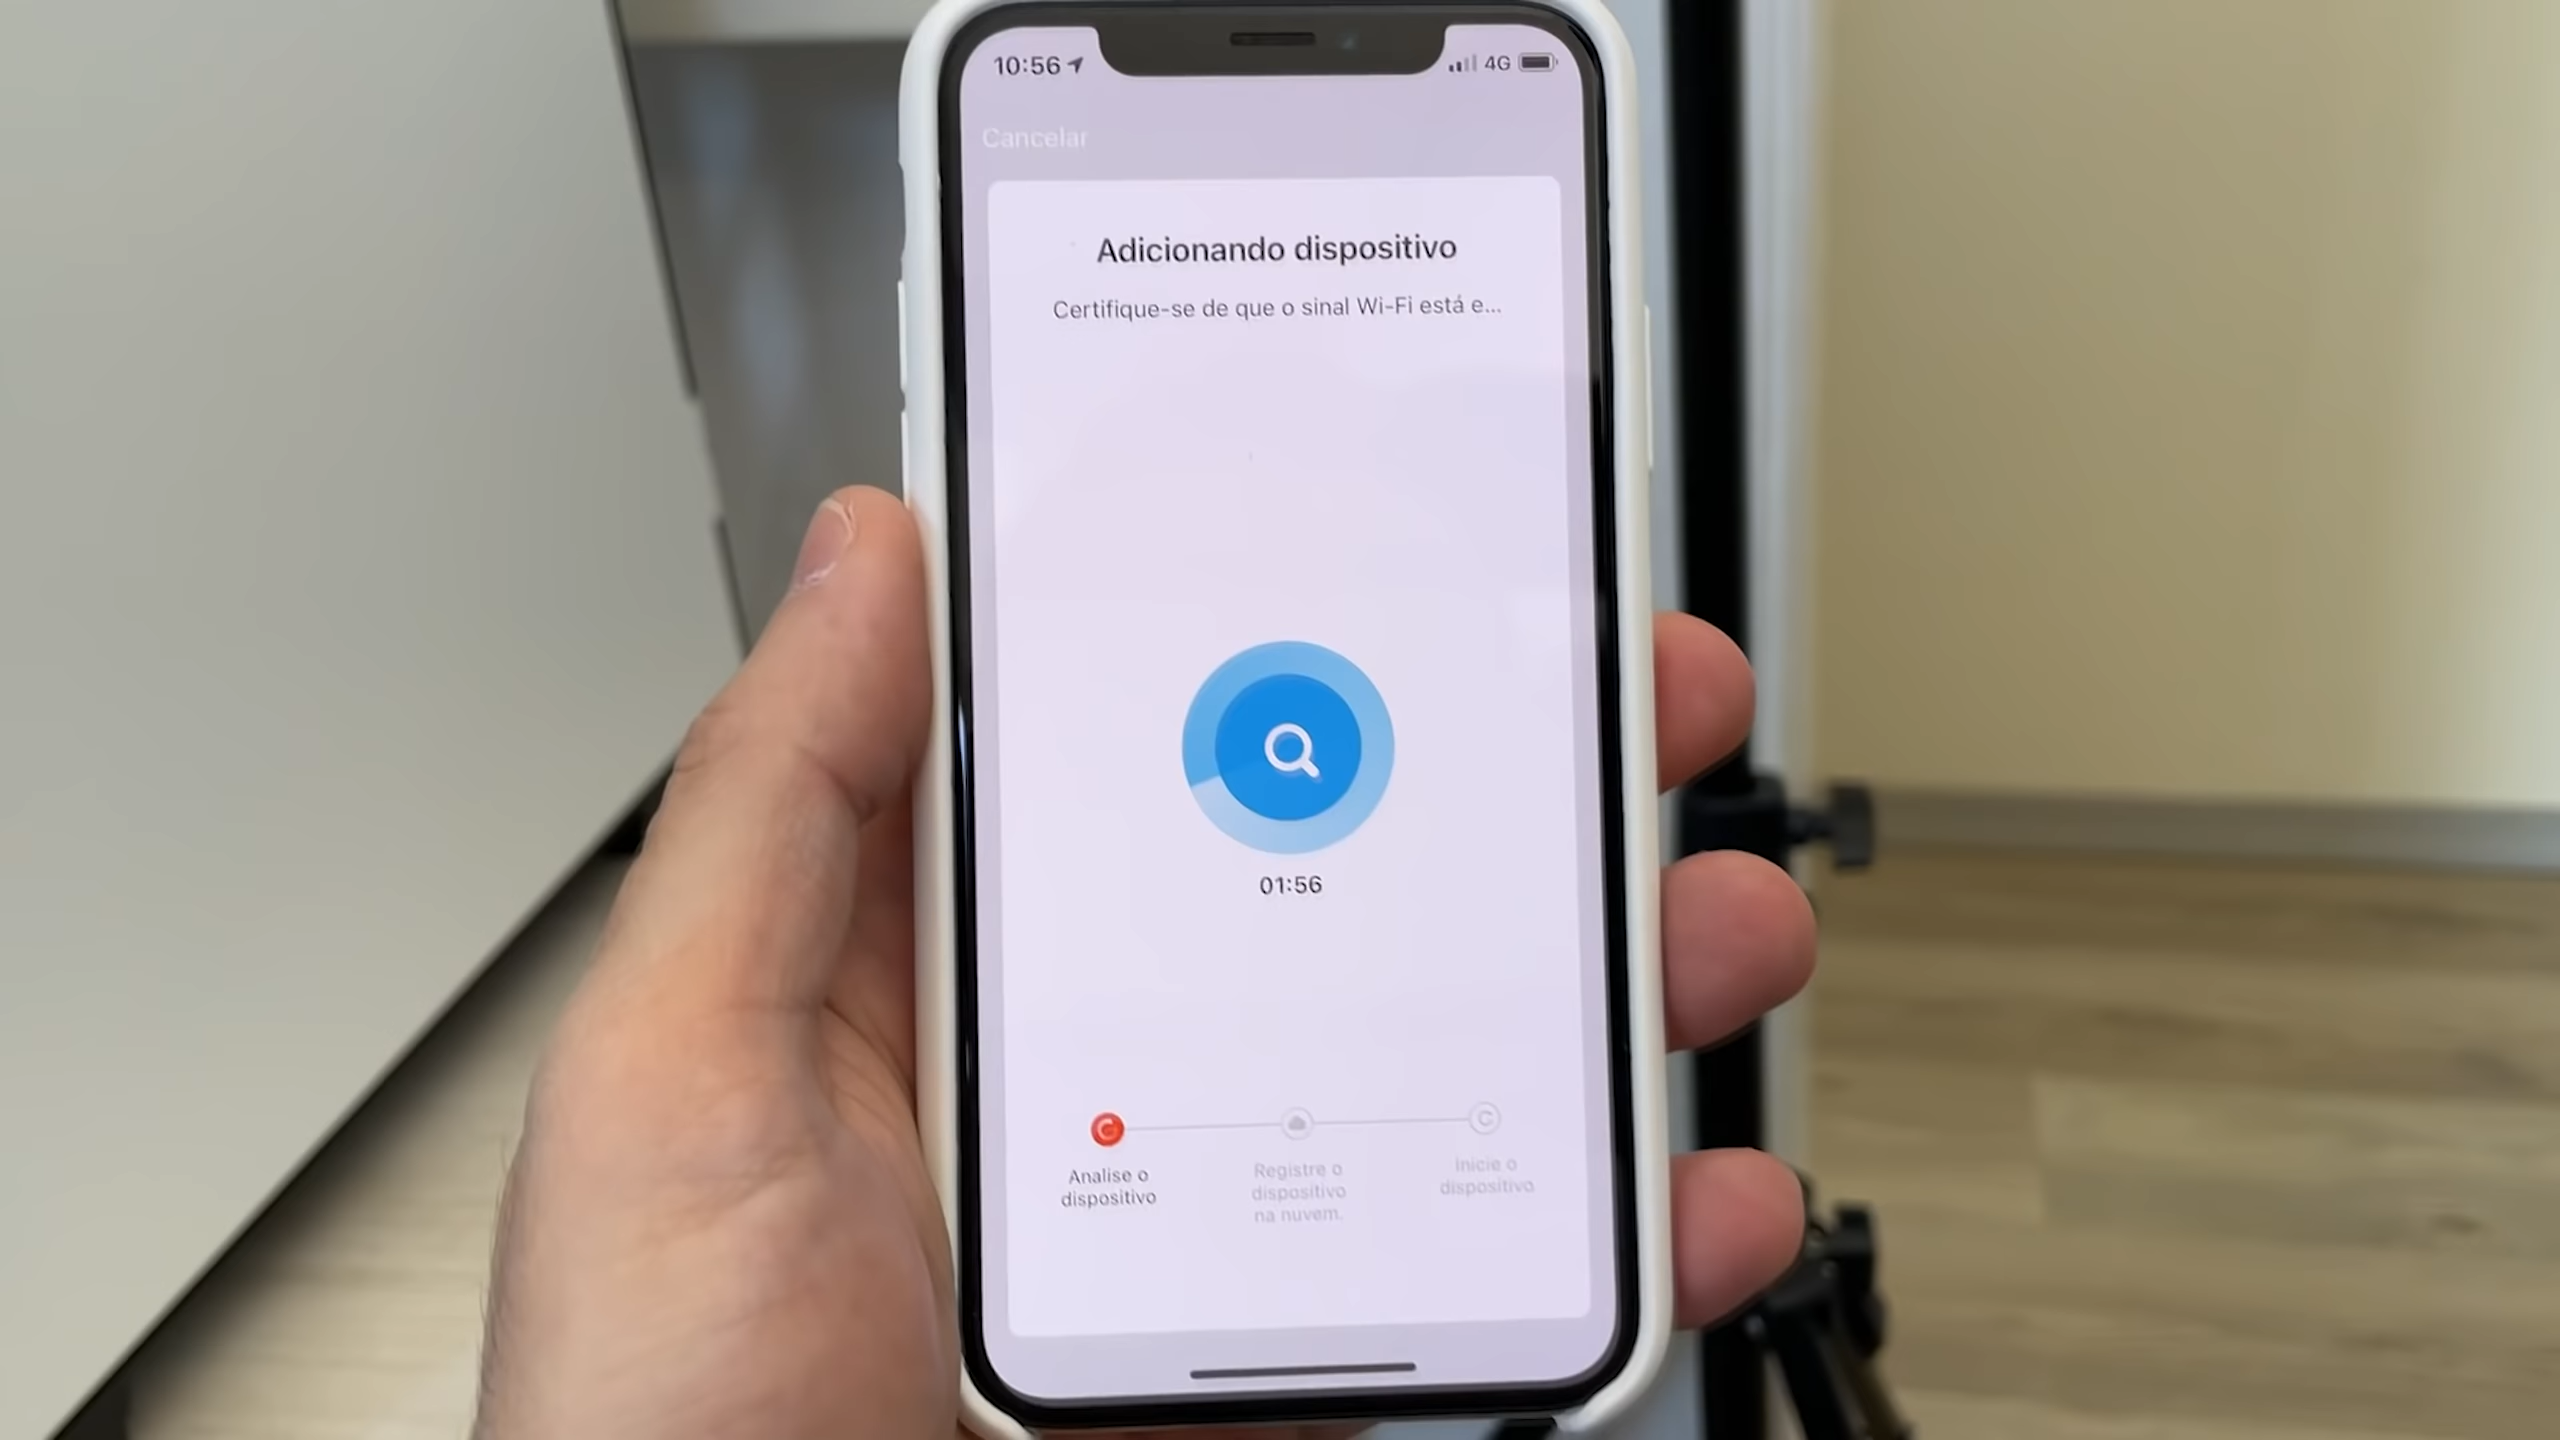 10:56
4G
Cancelar
Adicionando dispositivo
Certifique-se de que o sinal Wi-Fi está e...
01:56
Analise o
dispositivo
Registre o
dispositivo
na nuvem.
Inicie o
dispositivo